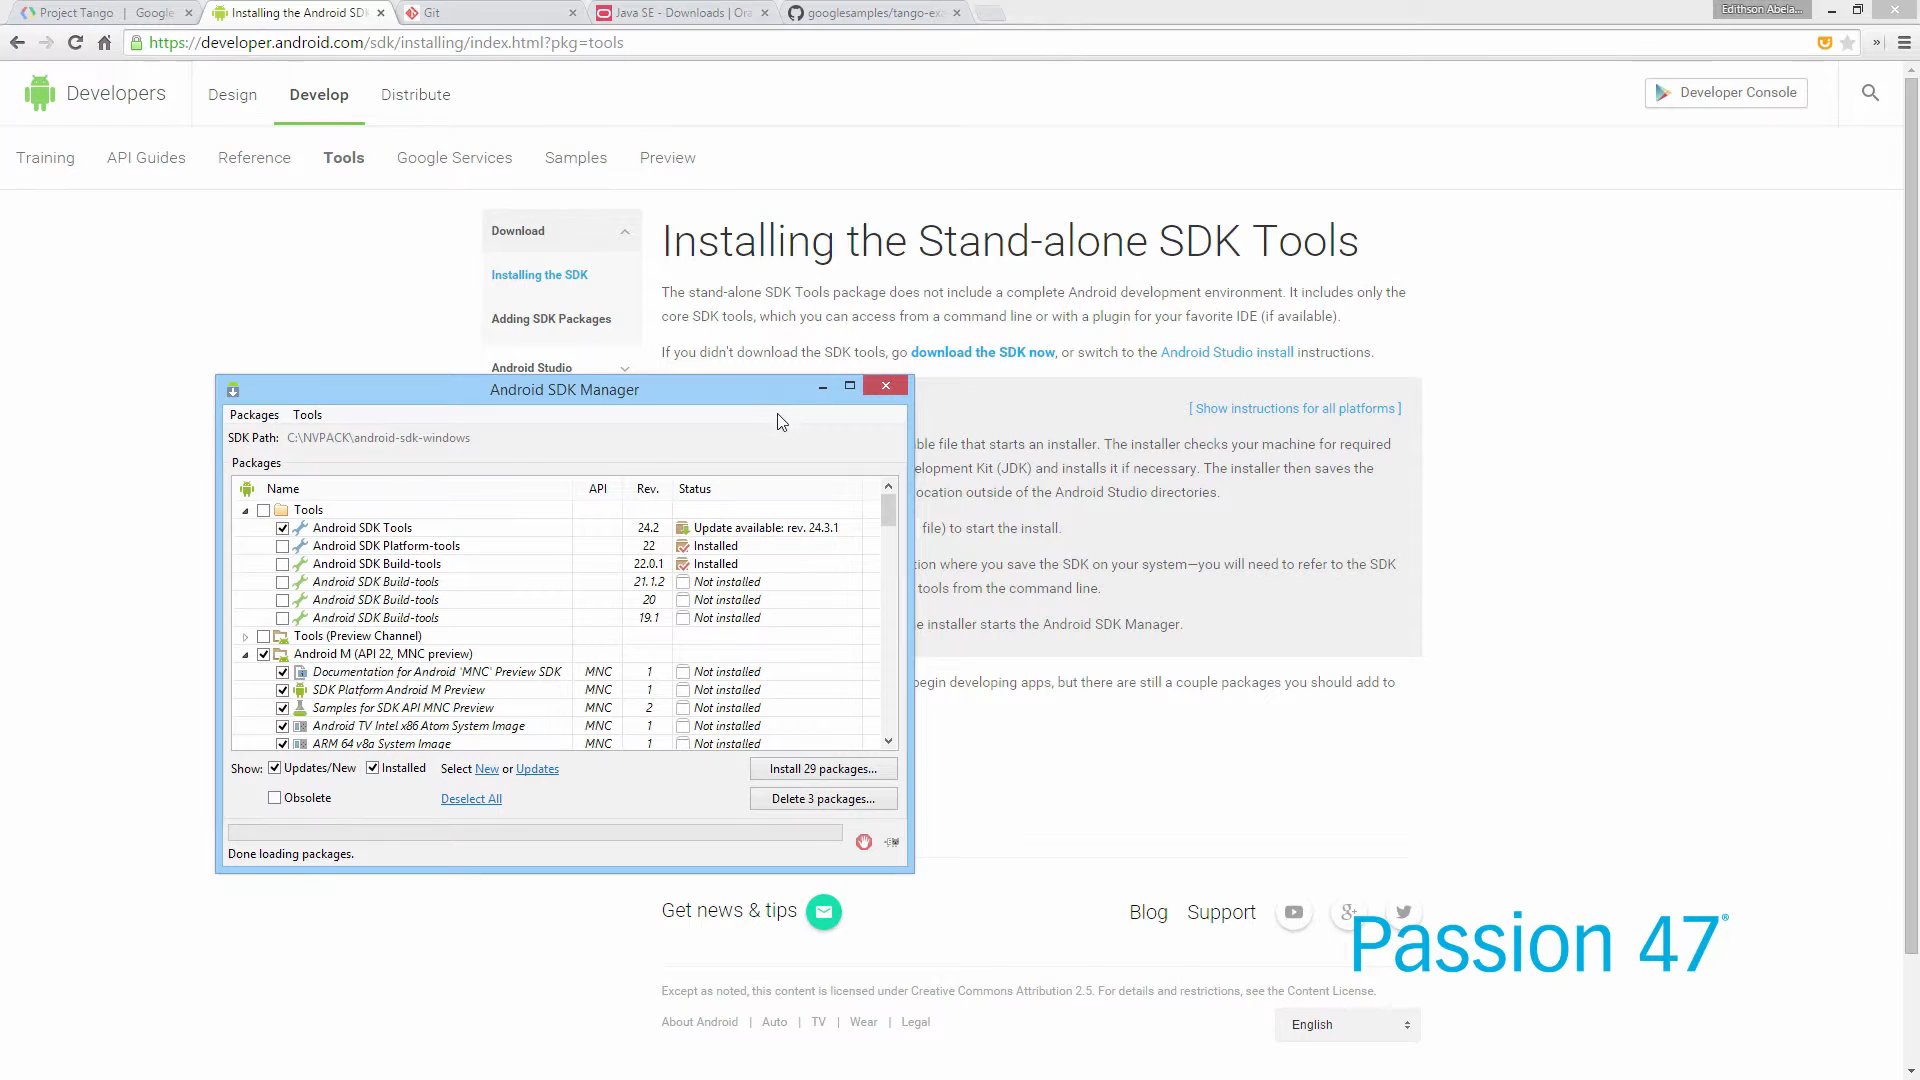 Project Tango | Google
Installing the Android SD
Git
Java SE - Downloads | Ora
googlesamples/tango-exa
Edithson Abela...
https://developer.android.com/sdk/installing/index.html?pkg=tools
»
Developers
Design
Develop
Distribute
Developer Console
Training
API Guides
Reference
Tools
Google Services
Samples
Preview
Download
Installing the SDK
Adding SDK Packages
Android Studio
Installing the Stand-alone SDK Tools
The stand-alone SDK Tools package does not include a complete Android development environment. It includes only the
core SDK tools, which you can access from a command line or with a plugin for your favorite IDE (if available).
If you didn't download the SDK tools, go download the SDK now, or switch to the Android Studio install instructions.
[ Show instructions for all platforms ]
ble file that starts an installer. The installer checks your machine for required
elopment Kit (JDK) and installs it if necessary. The installer then saves the
ocation outside of the Android Studio directories.
file) to start the install.
tion where you save the SDK on your system—you will need to refer to the SDK
tools from the command line.
e installer starts the Android SDK Manager.
begin developing apps, but there are still a couple packages you should add to
Android SDK Manager
Packages Tools
SDK Path: C:\NVPACK\android-sdk-windows
Packages
Name API Rev. Status
Tools
Android SDK Tools 24.2 Update available: rev. 24.3.1
Android SDK Platform-tools 22 Installed
Android SDK Build-tools 22.0.1 Installed
Android SDK Build-tools 21.1.2 Not installed
Android SDK Build-tools 20 Not installed
Android SDK Build-tools 19.1 Not installed
Tools (Preview Channel)
Android M (API 22, MNC preview)
Documentation for Android 'MNC' Preview SDK MNC 1 Not installed
SDK Platform Android M Preview MNC 1 Not installed
Samples for SDK API MNC Preview MNC 2 Not installed
Android TV Intel x86 Atom System Image MNC 1 Not installed
ARM 64 v8a System Image MNC 1 Not installed
Show: Updates/New Installed Select New or Updates Install 29 packages...
Obsolete Deselect All Delete 3 packages...
Done loading packages.
Get news & tips
Blog Support
g+
Passion 47®
Except as noted, this content is licensed under Creative Commons Attribution 2.5. For details and restrictions, see the Content License.
About Android | Auto | TV | Wear | Legal
English